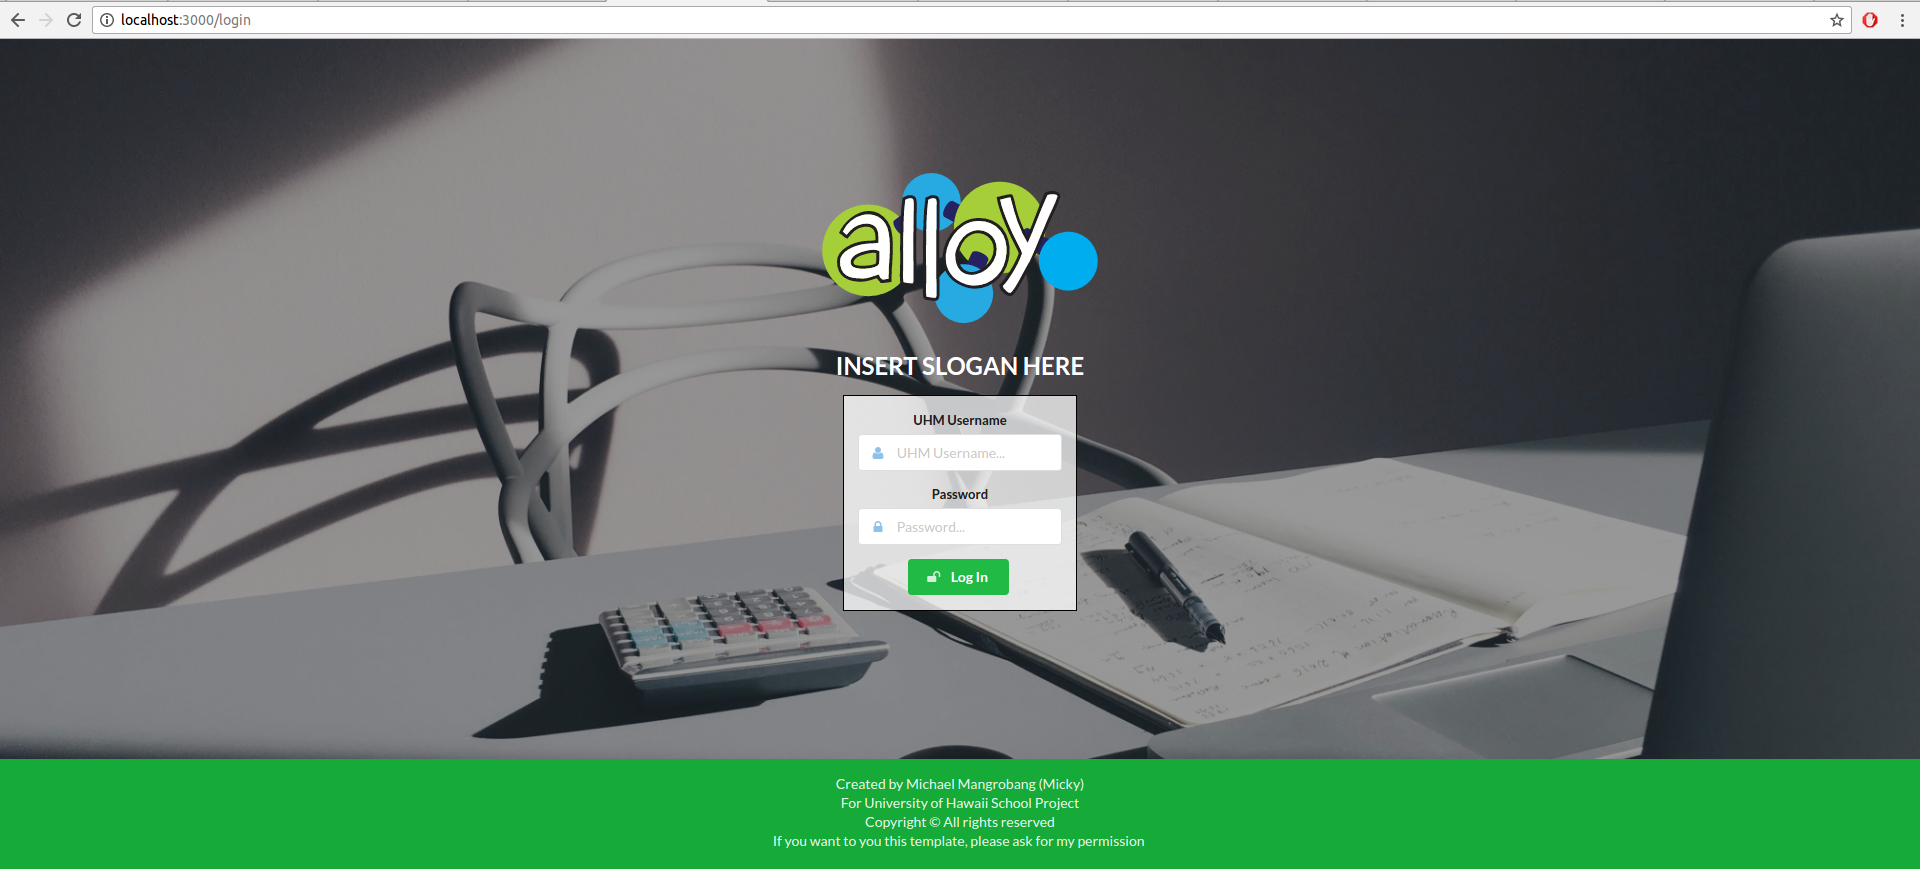 localhost:3000/login
alloy
INSERT SLOGAN HERE
UHM Username
UHM Username...
Password
Password...
Log In
Created by Michael Mangrobang (Micky)
For University of Hawaii School Project
Copyright © All rights reserved
If you want to you this template, please ask for my permission